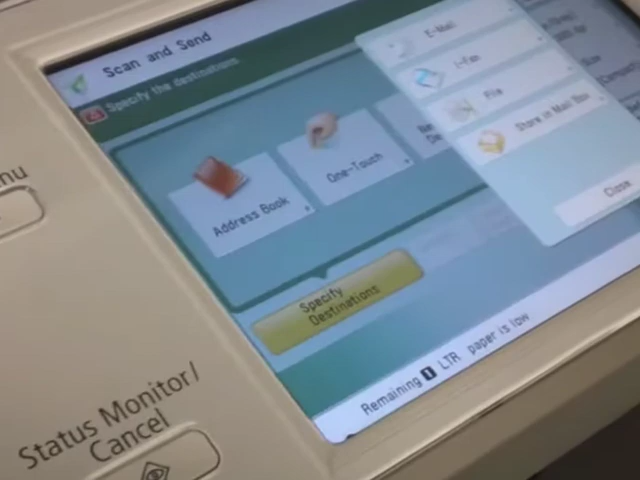 Scan and Send
Specify the destinations.
E-Mail
I-Fax
File
Store in Mail Box
Close
Address Book
One-Touch
Specify
Destinations
Remaining 1 LTR paper is low
nu
Status Monitor/
Cancel